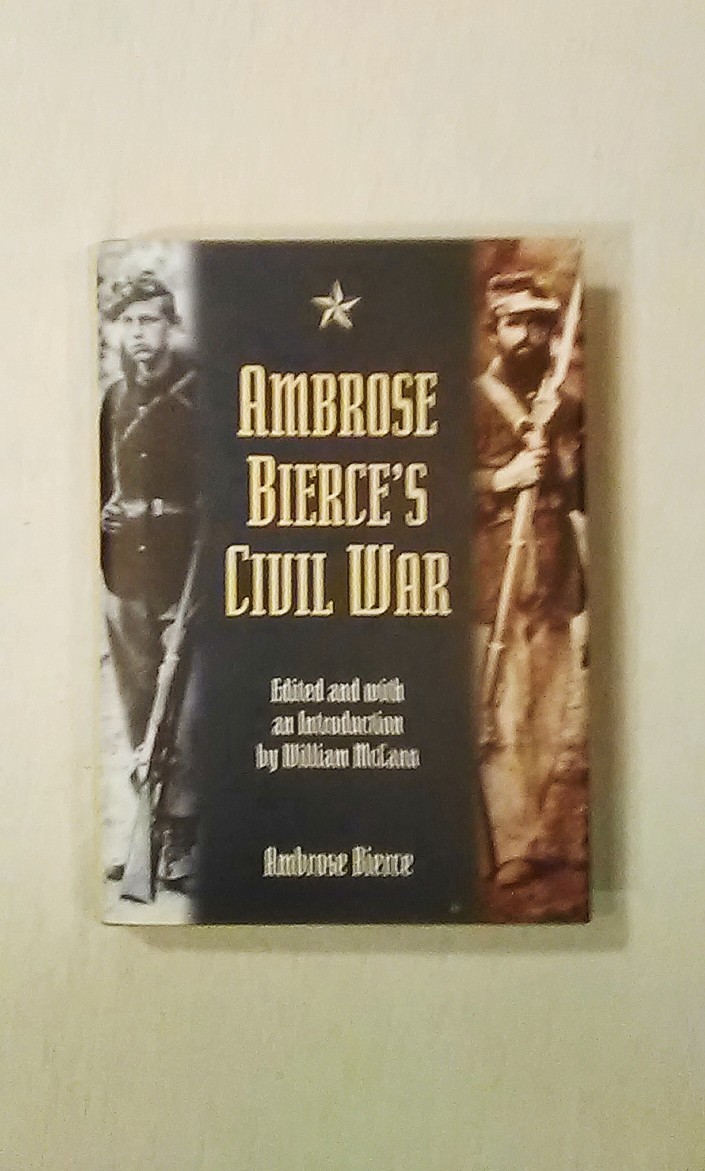 AMBROSE
BIERCE'S
CIVIL WAR
Edited and with
an Introduction
by William McCann
Ambrose Bierce